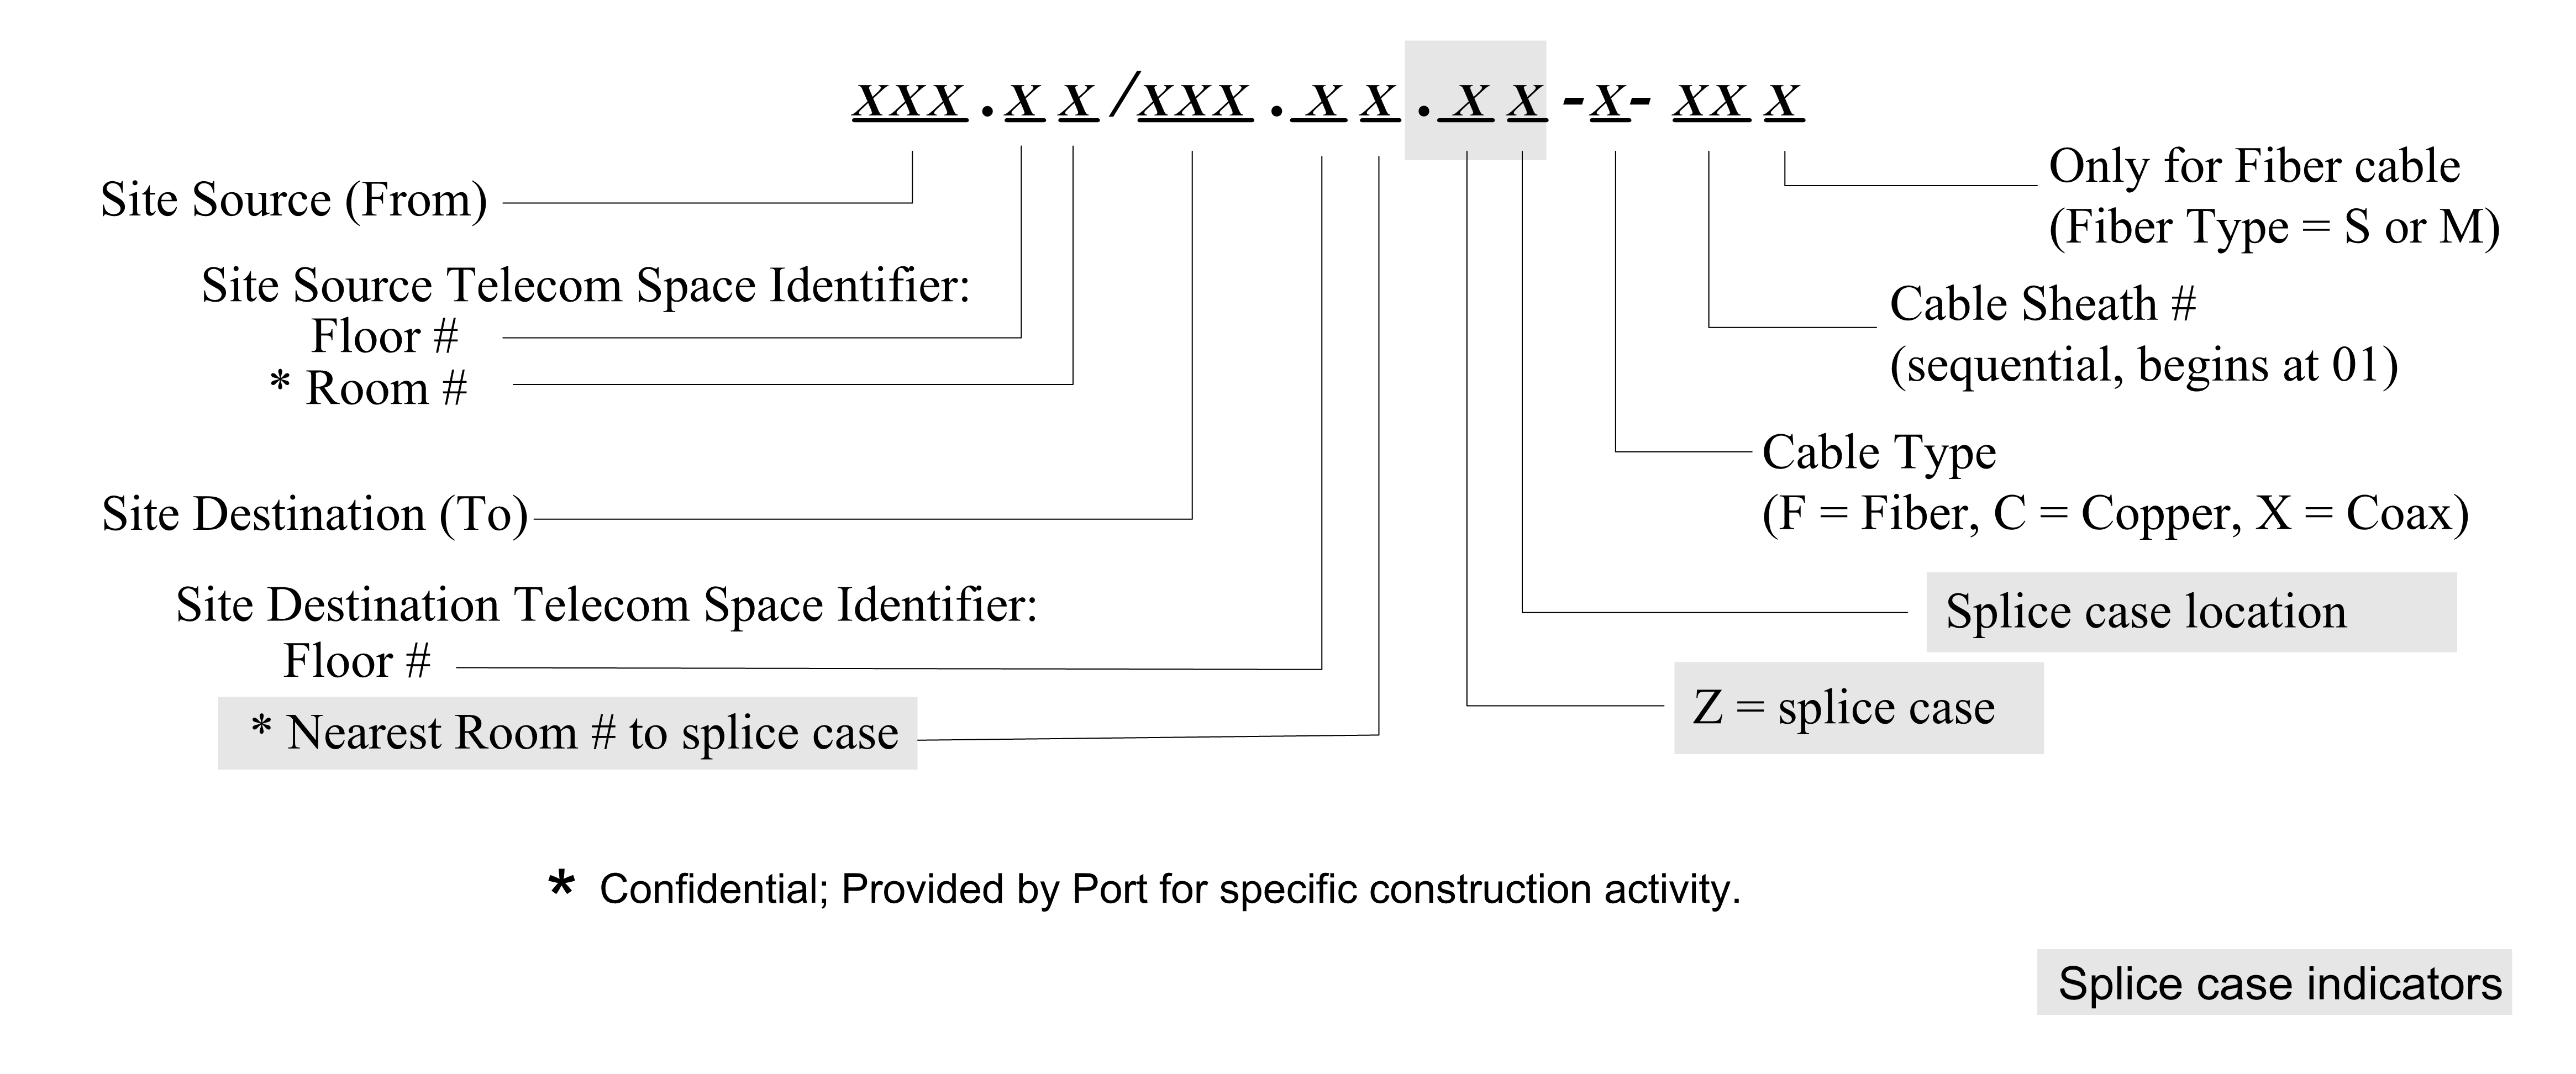 xxx.x x/xxx. x x. x x-x- xx x
Only for Fiber cable
(Fiber Type = S or M)
Site Source (From)
Site Source Telecom Space Identifier:
Floor #
* Room #
Cable Sheath #
(sequential, begins at 01)
Cable Type
(F = Fiber, C = Copper, X = Coax)
Site Destination (To)
Site Destination Telecom Space Identifier:
Floor #
* Nearest Room # to splice case
Splice case location
Z = splice case
* Confidential; Provided by Port for specific construction activity.
Splice case indicators